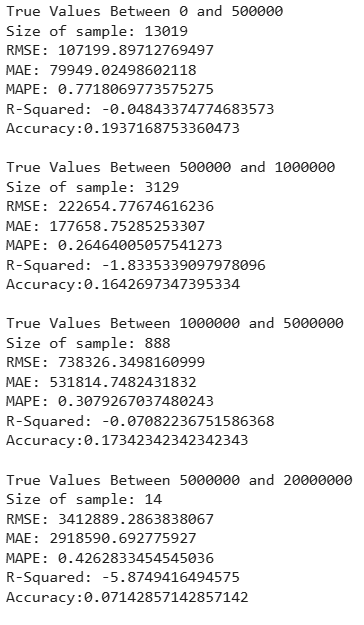 True Values Between 0 and 500000
Size of sample: 13019
RMSE: 107199.89712769497
MAE: 79949.02498602118
MAPE: 0.7718069773575275
R-Squared: -0.04843374774683573
Accuracy:0.1937168753360473
True Values Between 500000 and 1000000
Size of sample: 3129
RMSE: 222654.77674616236
MAE: 177658.75285253307
MAPE: 0.26464005057541273
R-Squared: -1.8335339097978096
Accuracy:0.1642697347395334
True Values Between 1000000 and 5000000
Size of sample: 888
RMSE: 738326.3498160999
MAE: 531814.7482431832
MAPE: 0.3079267037480243
R-Squared: -0.07082236751586368
Accuracy:0.17342342342342343
True Values Between 5000000 and 20000000
Size of sample: 14
RMSE: 3412889.2863838067
MAE: 2918590.692775927
MAPE: 0.4262833454545036
R-Squared: -5.8749416494575
Accuracy:0.07142857142857142